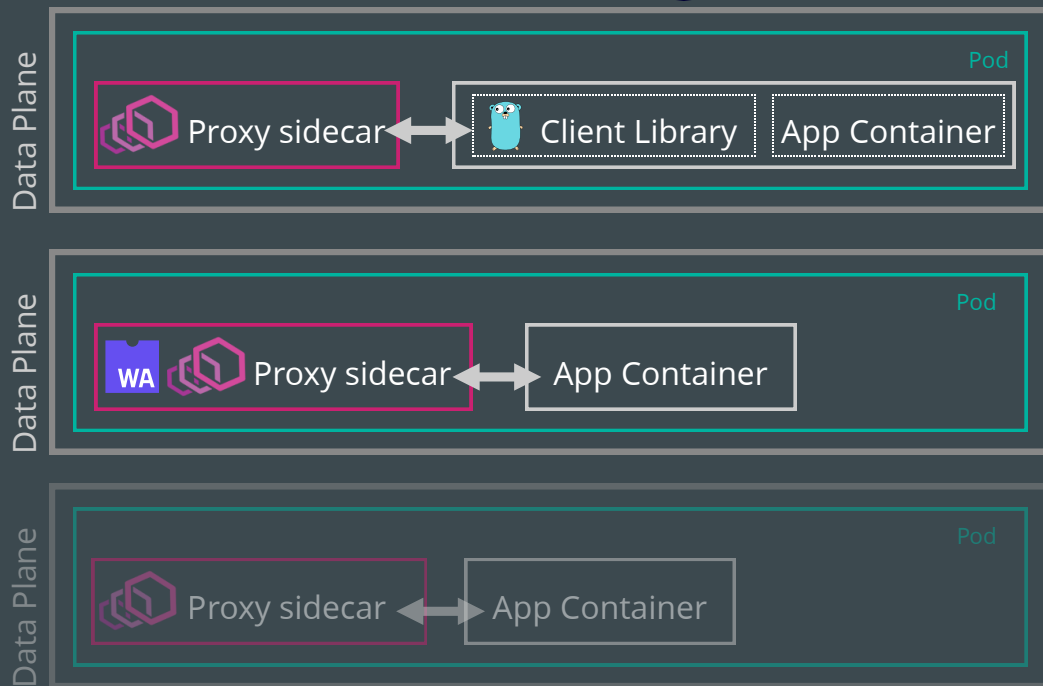 Data Plane
Pod
Proxy sidecar
Client Library
App Container
Data Plane
Pod
WA
Proxy sidecar
App Container
Data Plane
Pod
Proxy sidecar
App Container